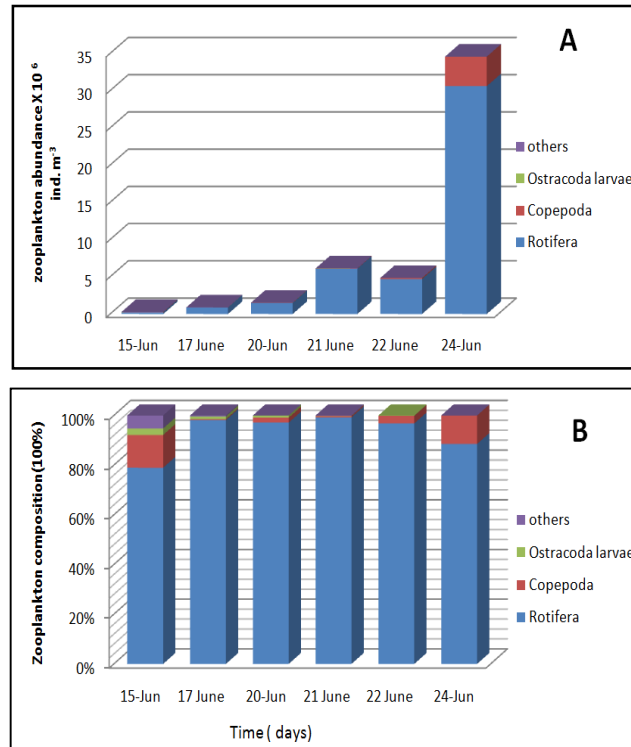 A
zooplankton abundance X 10⁶
ind. m⁻³
35
30
25
20
15
10
5
0
15-Jun 17 June 20-Jun 21 June 22 June 24-Jun
others
Ostracoda larvae
Copepoda
Rotifera
B
Zooplankton composition (100%)
100%
80%
60%
40%
20%
0%
15-Jun 17 June 20-Jun 21 June 22 June 24-Jun
Time ( days)
others
Ostracoda larvae
Copepoda
Rotifera